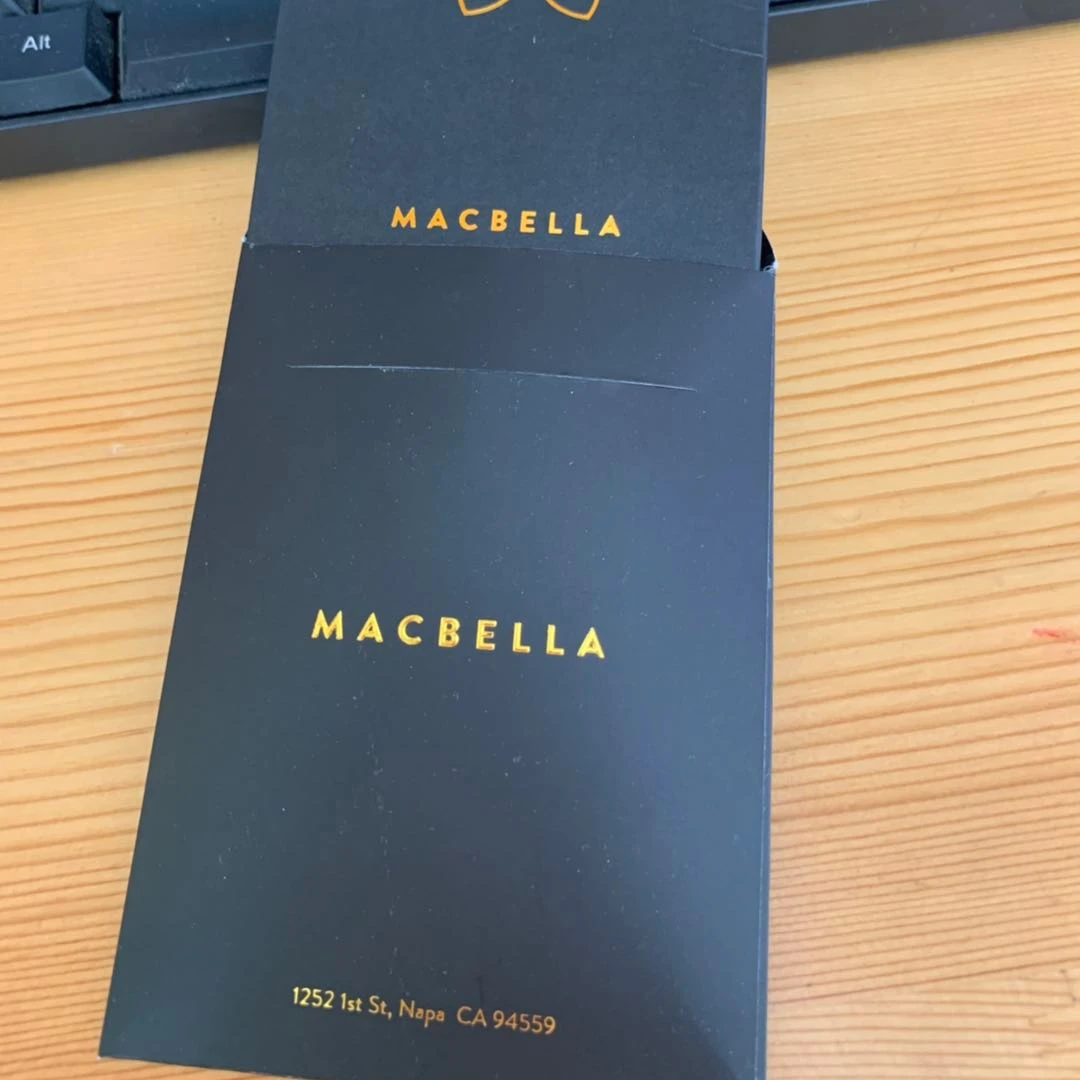 Alt
MACBELLA
MACBELLA
1252 1st St, Napa CA 94559